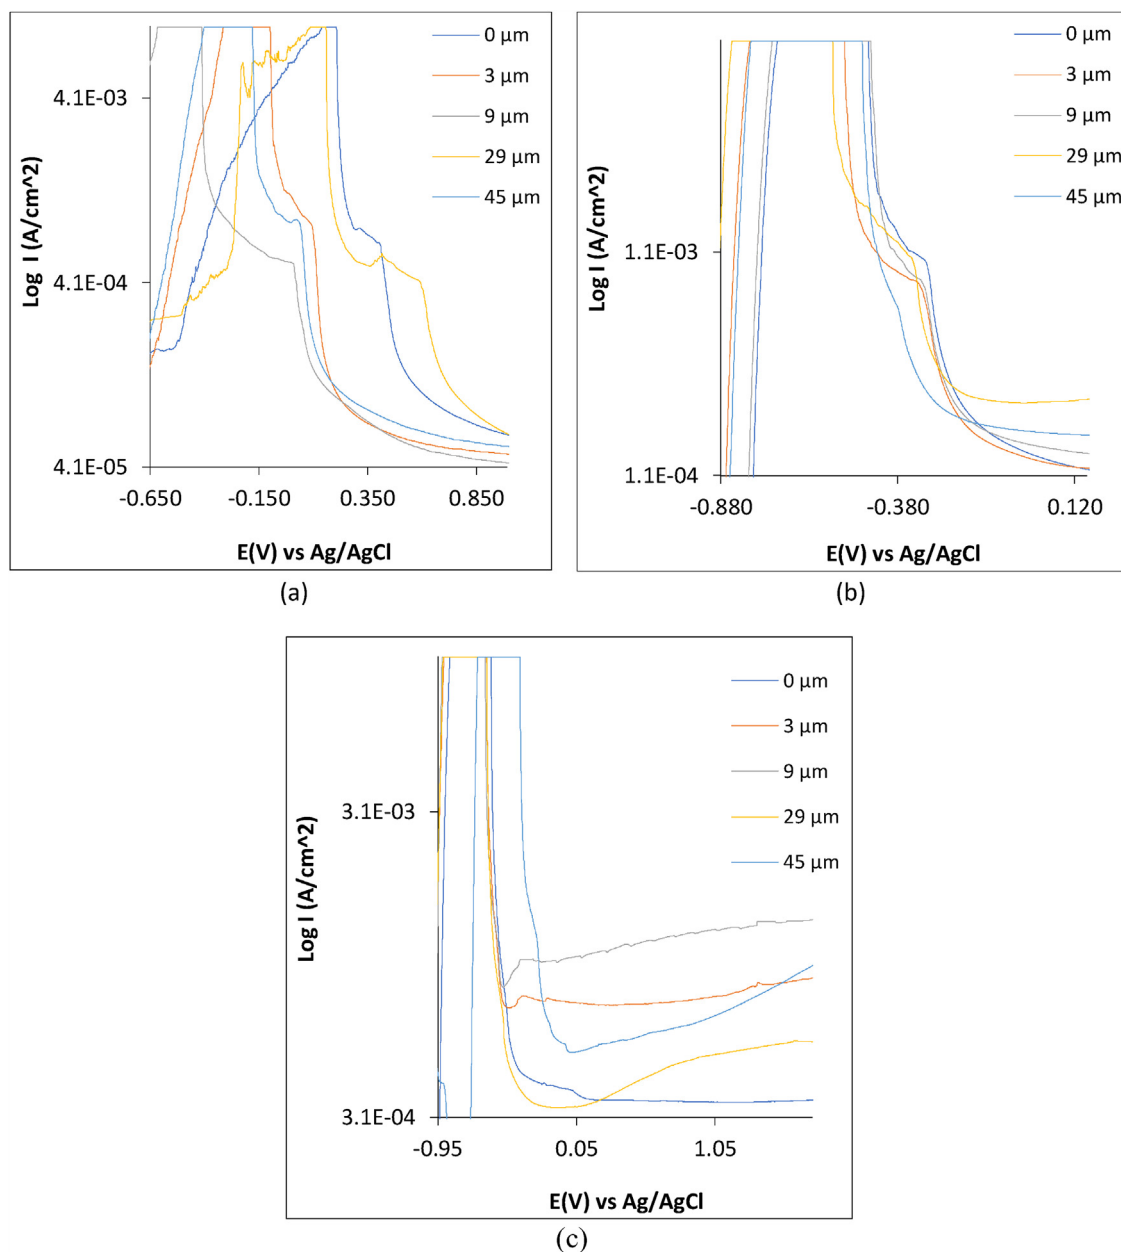 0 µm
3 µm
9 µm
29 µm
45 µm
4.1E-03
4.1E-04
4.1E-05
Log I (A/cm^2)
-0.650 -0.150 0.350 0.850
E(V) vs Ag/AgCl
(a)
0 µm
3 µm
9 µm
29 µm
45 µm
1.1E-03
1.1E-04
Log I (A/cm^2)
-0.880 -0.380 0.120
E(V) vs Ag/AgCl
(b)
0 µm
3 µm
9 µm
29 µm
45 µm
3.1E-03
3.1E-04
Log I (A/cm^2)
-0.95 0.05 1.05
E(V) vs Ag/AgCl
(c)